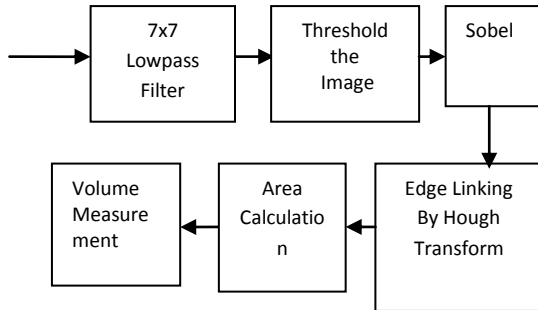 7x7
Lowpass
Filter
Threshold
the
Image
Sobel
Edge Linking
By Hough
Transform
Area
Calculatio
n
Volume
Measure
ment